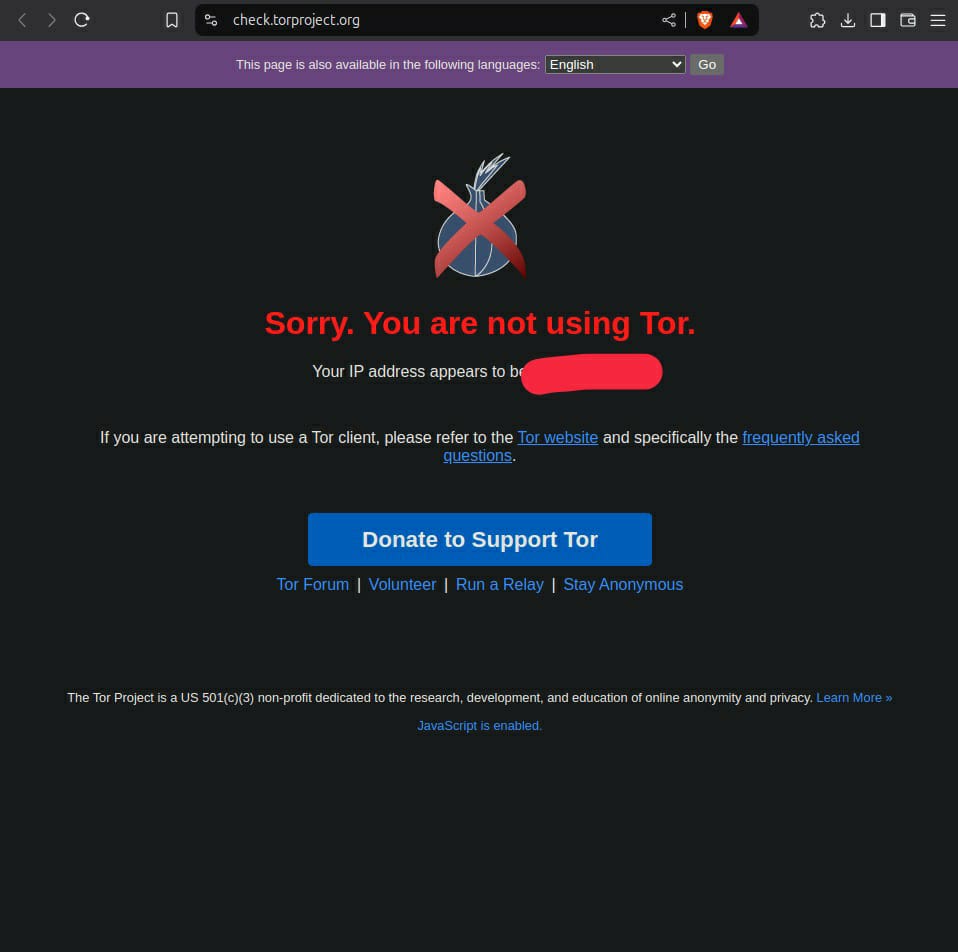 check.torproject.org
This page is also available in the following languages: English Go
Sorry. You are not using Tor.
Your IP address appears to be
If you are attempting to use a Tor client, please refer to the Tor website and specifically the frequently asked
questions.
Donate to Support Tor
Tor Forum | Volunteer | Run a Relay | Stay Anonymous
The Tor Project is a US 501(c)(3) non-profit dedicated to the research, development, and education of online anonymity and privacy. Learn More »
JavaScript is enabled.